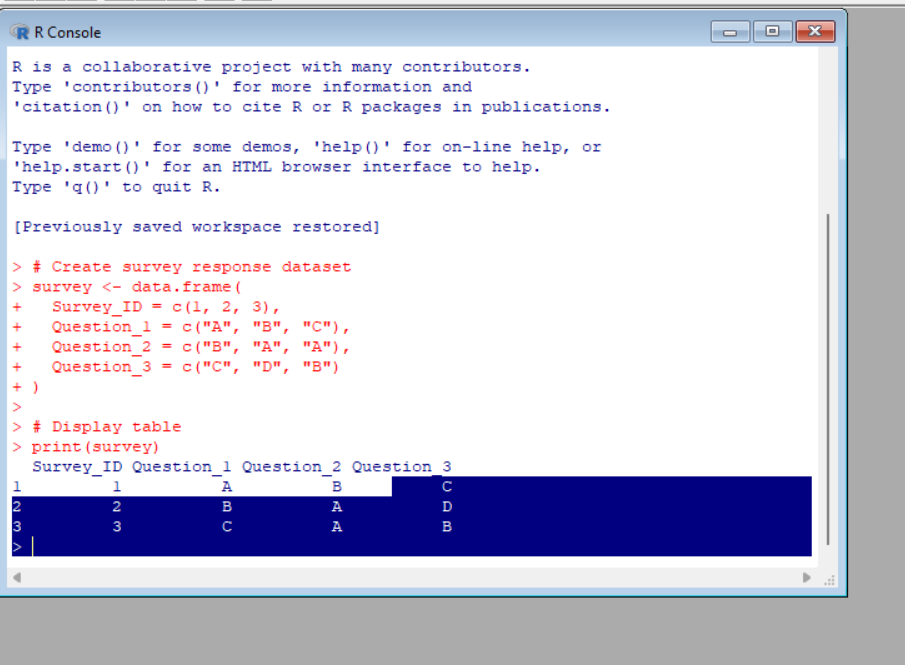 R Console
R is a collaborative project with many contributors.
Type 'contributors()' for more information and
'citation()' on how to cite R or R packages in publications.
Type 'demo()' for some demos, 'help()' for on-line help, or
'help.start()' for an HTML browser interface to help.
Type 'q()' to quit R.
[Previously saved workspace restored]
> # Create survey response dataset
> survey <- data.frame(
+   Survey_ID = c(1, 2, 3),
+   Question_1 = c("A", "B", "C"),
+   Question_2 = c("B", "A", "A"),
+   Question_3 = c("C", "D", "B")
+ )
>
> # Display table
> print(survey)
  Survey_ID Question_1 Question_2 Question_3
1         1          A          B          C
2         2          B          A          D
3         3          C          A          B
>